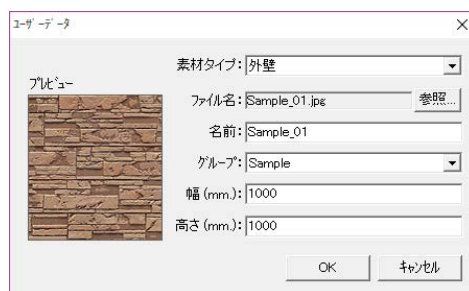 ﾕｰｻﾞｰﾃﾞｰﾀ
素材タイプ: 外壁
ﾌﾟﾚﾋﾞｭｰ
ファイル名: Sample_01.jpg 参照...
名前: Sample_01
グループ: Sample
幅 (mm.): 1000
高さ (mm.): 1000
OK ｷｬﾝｾﾙ